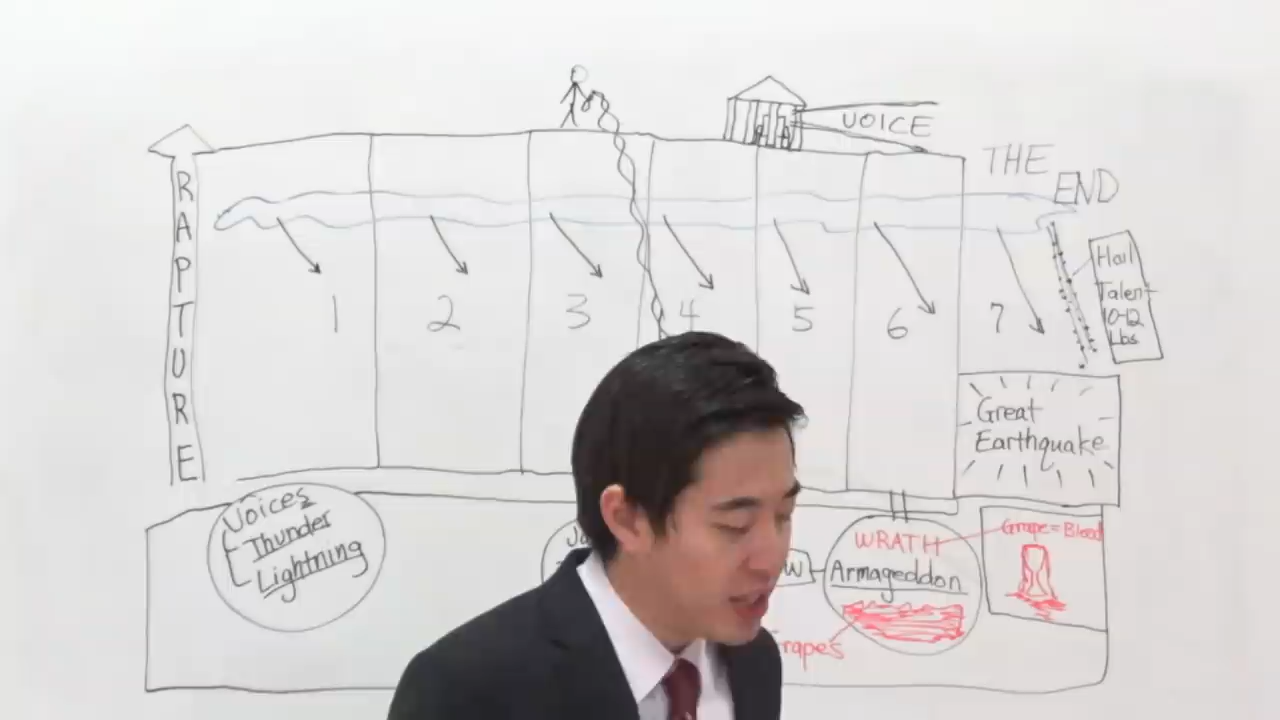 VOICE
THE
END
RAPTURE
1 2 3 4 5 6 7
Hail
Talent
10-12
Lbs
Great
Earthquake
Voices
Thunder
Lightning
WRATH
Armageddon
Grape=Blood